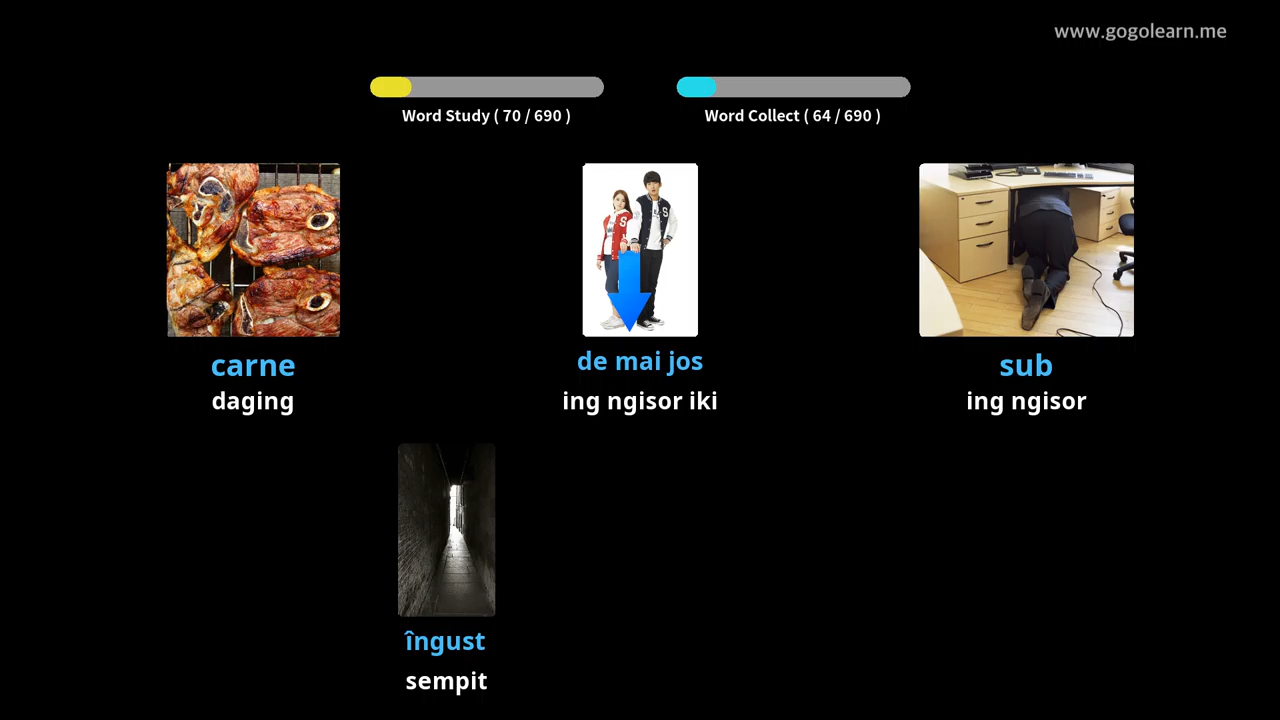 www.gogolearn.me
Word Study ( 70 / 690 )
Word Collect ( 64 / 690 )
carne
daging
de mai jos
ing ngisor iki
sub
ing ngisor
îngust
sempit